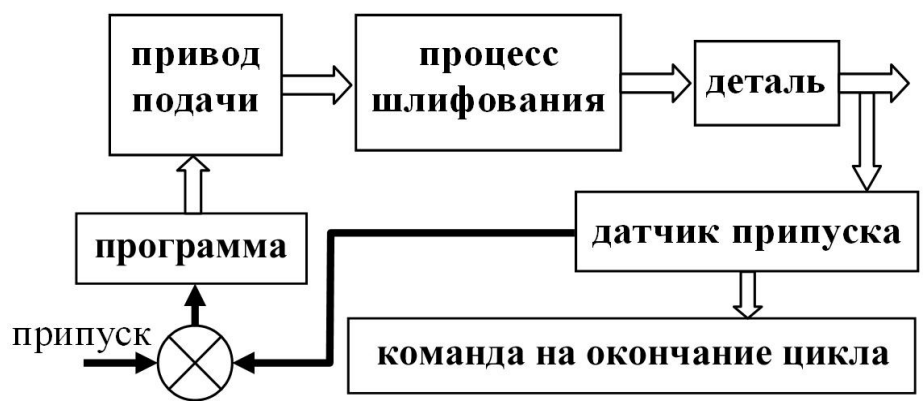 привод
подачи
процесс
шлифования
деталь
программа
датчик припуска
припуск
команда на окончание цикла